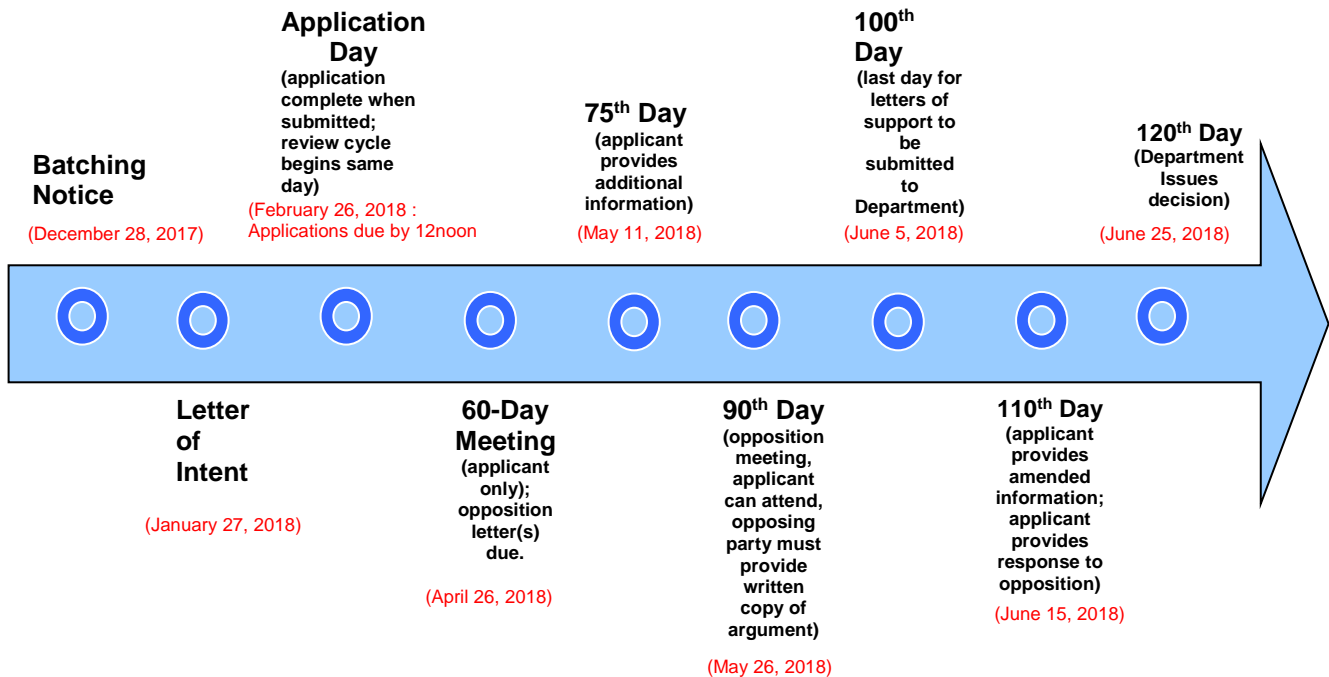 Batching
Notice
(December 28, 2017)
Letter
of
Intent
(January 27, 2018)
Application
Day
(application
complete when
submitted;
review cycle
begins same
day)
(February 26, 2018 :
Applications due by 12noon
60-Day
Meeting
(applicant
only);
opposition
letter(s)
due.
(April 26, 2018)
75th Day
(applicant
provides
additional
information)
(May 11, 2018)
90th Day
(opposition
meeting,
applicant
can attend,
opposing
party must
provide
written
copy of
argument)
(May 26, 2018)
100th
Day
(last day for
letters of
support to
be
submitted
to
Department)
(June 5, 2018)
110th Day
(applicant
provides
amended
information;
applicant
provides
response to
opposition)
(June 15, 2018)
120th Day
(Department
Issues
decision)
(June 25, 2018)